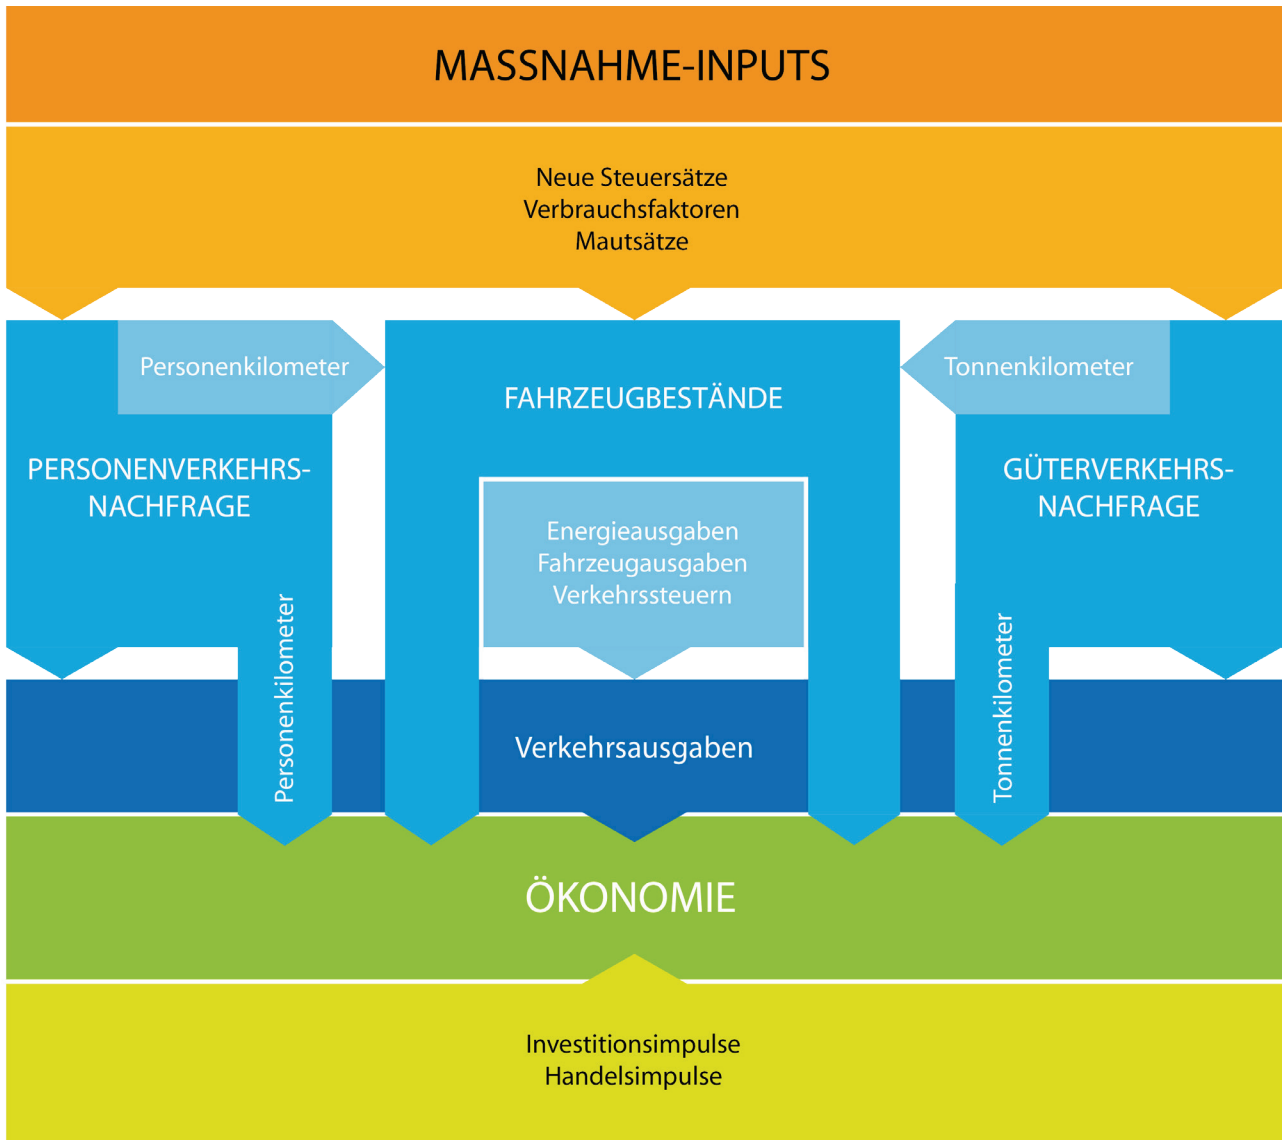 MASSNAHME-INPUTS
Neue Steuersätze
Verbrauchsfaktoren
Mautsätze
Personenkilometer
Tonnenkilometer
FAHRZEUGBESTÄNDE
PERSONENVERKEHRS-
NACHFRAGE
GÜTERVERKEHRS-
NACHFRAGE
Energieausgaben
Fahrzeugausgaben
Verkehrssteuern
Personenkilometer
Tonnenkilometer
Verkehrsausgaben
ÖKONOMIE
Investitionsimpulse
Handelsimpulse